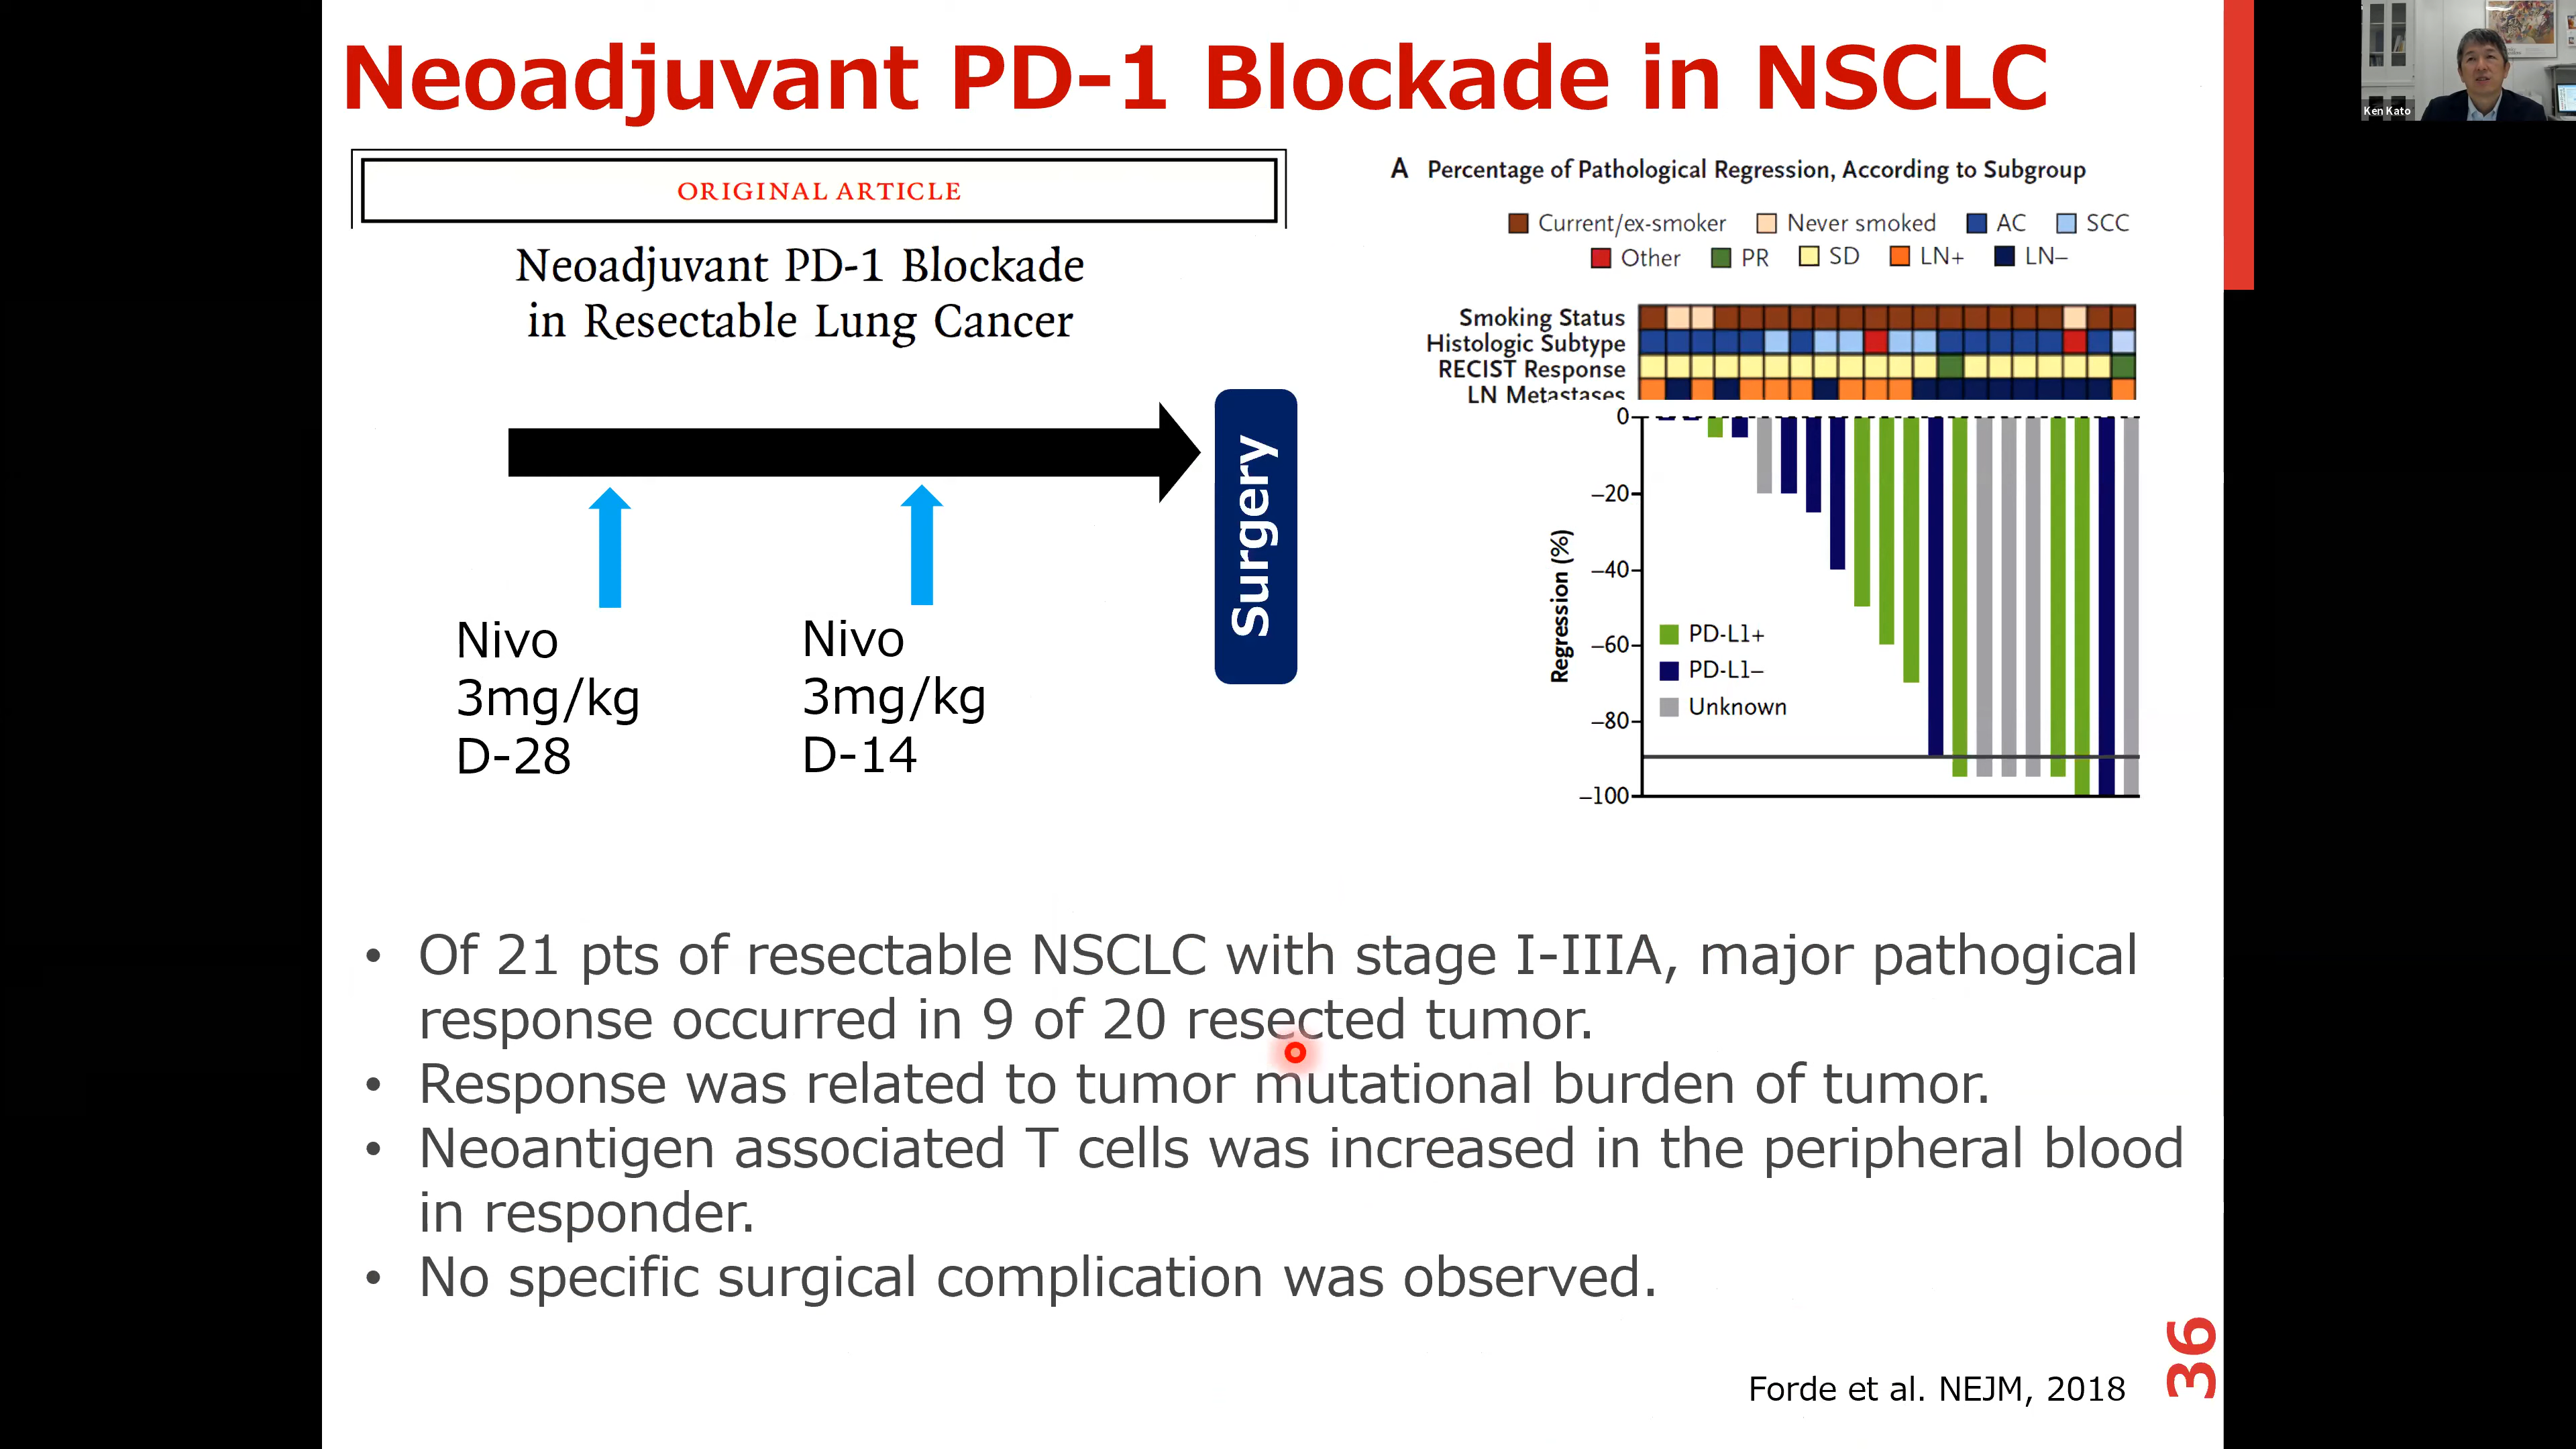 Neoadjuvant PD-1 Blockade in NSCLC
Ken Kato
ORIGINAL ARTICLE
Neoadjuvant PD-1 Blockade
in Resectable Lung Cancer
Surgery
Nivo
3mg/kg
D-28
Nivo
3mg/kg
D-14
A Percentage of Pathological Regression, According to Subgroup
Current/ex-smoker Never smoked AC SCC
Other PR SD LN+ LN–
Smoking Status
Histologic Subtype
RECIST Response
LN Metastases
0
–20
–40
–60
–80
–100
Regression (%)
PD-L1+
PD-L1–
Unknown
• Of 21 pts of resectable NSCLC with stage I-IIIA, major pathogical
response occurred in 9 of 20 resected tumor.
• Response was related to tumor mutational burden of tumor.
• Neoantigen associated T cells was increased in the peripheral blood
in responder.
• No specific surgical complication was observed.
Forde et al. NEJM, 2018
36